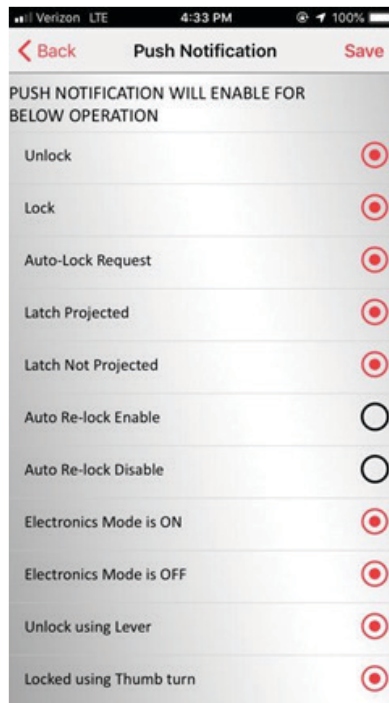 Verizon LTE 4:33 PM 100%
Back Push Notification Save
PUSH NOTIFICATION WILL ENABLE FOR
BELOW OPERATION
Unlock
Lock
Auto-Lock Request
Latch Projected
Latch Not Projected
Auto Re-lock Enable
Auto Re-lock Disable
Electronics Mode is ON
Electronics Mode is OFF
Unlock using Lever
Locked using Thumb turn